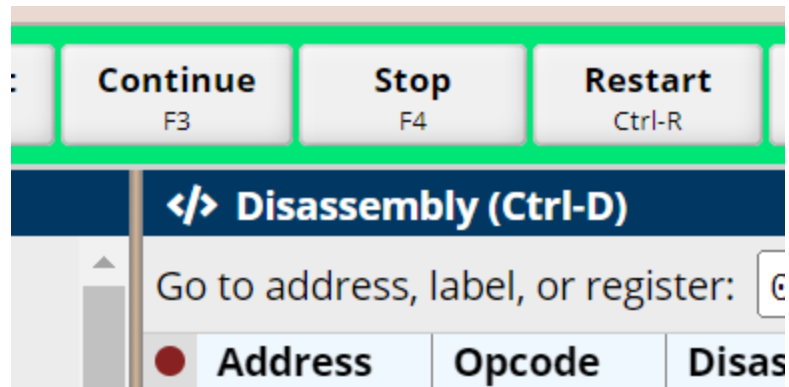 Continue Stop Restart
F3 F4 Ctrl-R
</> Disassembly (Ctrl-D)
Go to address, label, or register:
Address Opcode